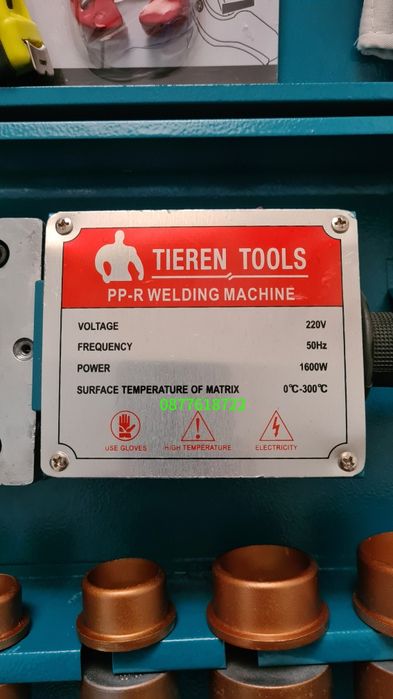 TIEREN TOOLS
PP-R WELDING MACHINE
VOLTAGE 220V
FREQUENCY 50Hz
POWER 1600W
SURFACE TEMPERATURE OF MATRIX 0℃-300℃
0877618722
USE GLOVES HIGH TEMPERATURE ELECTRICITY